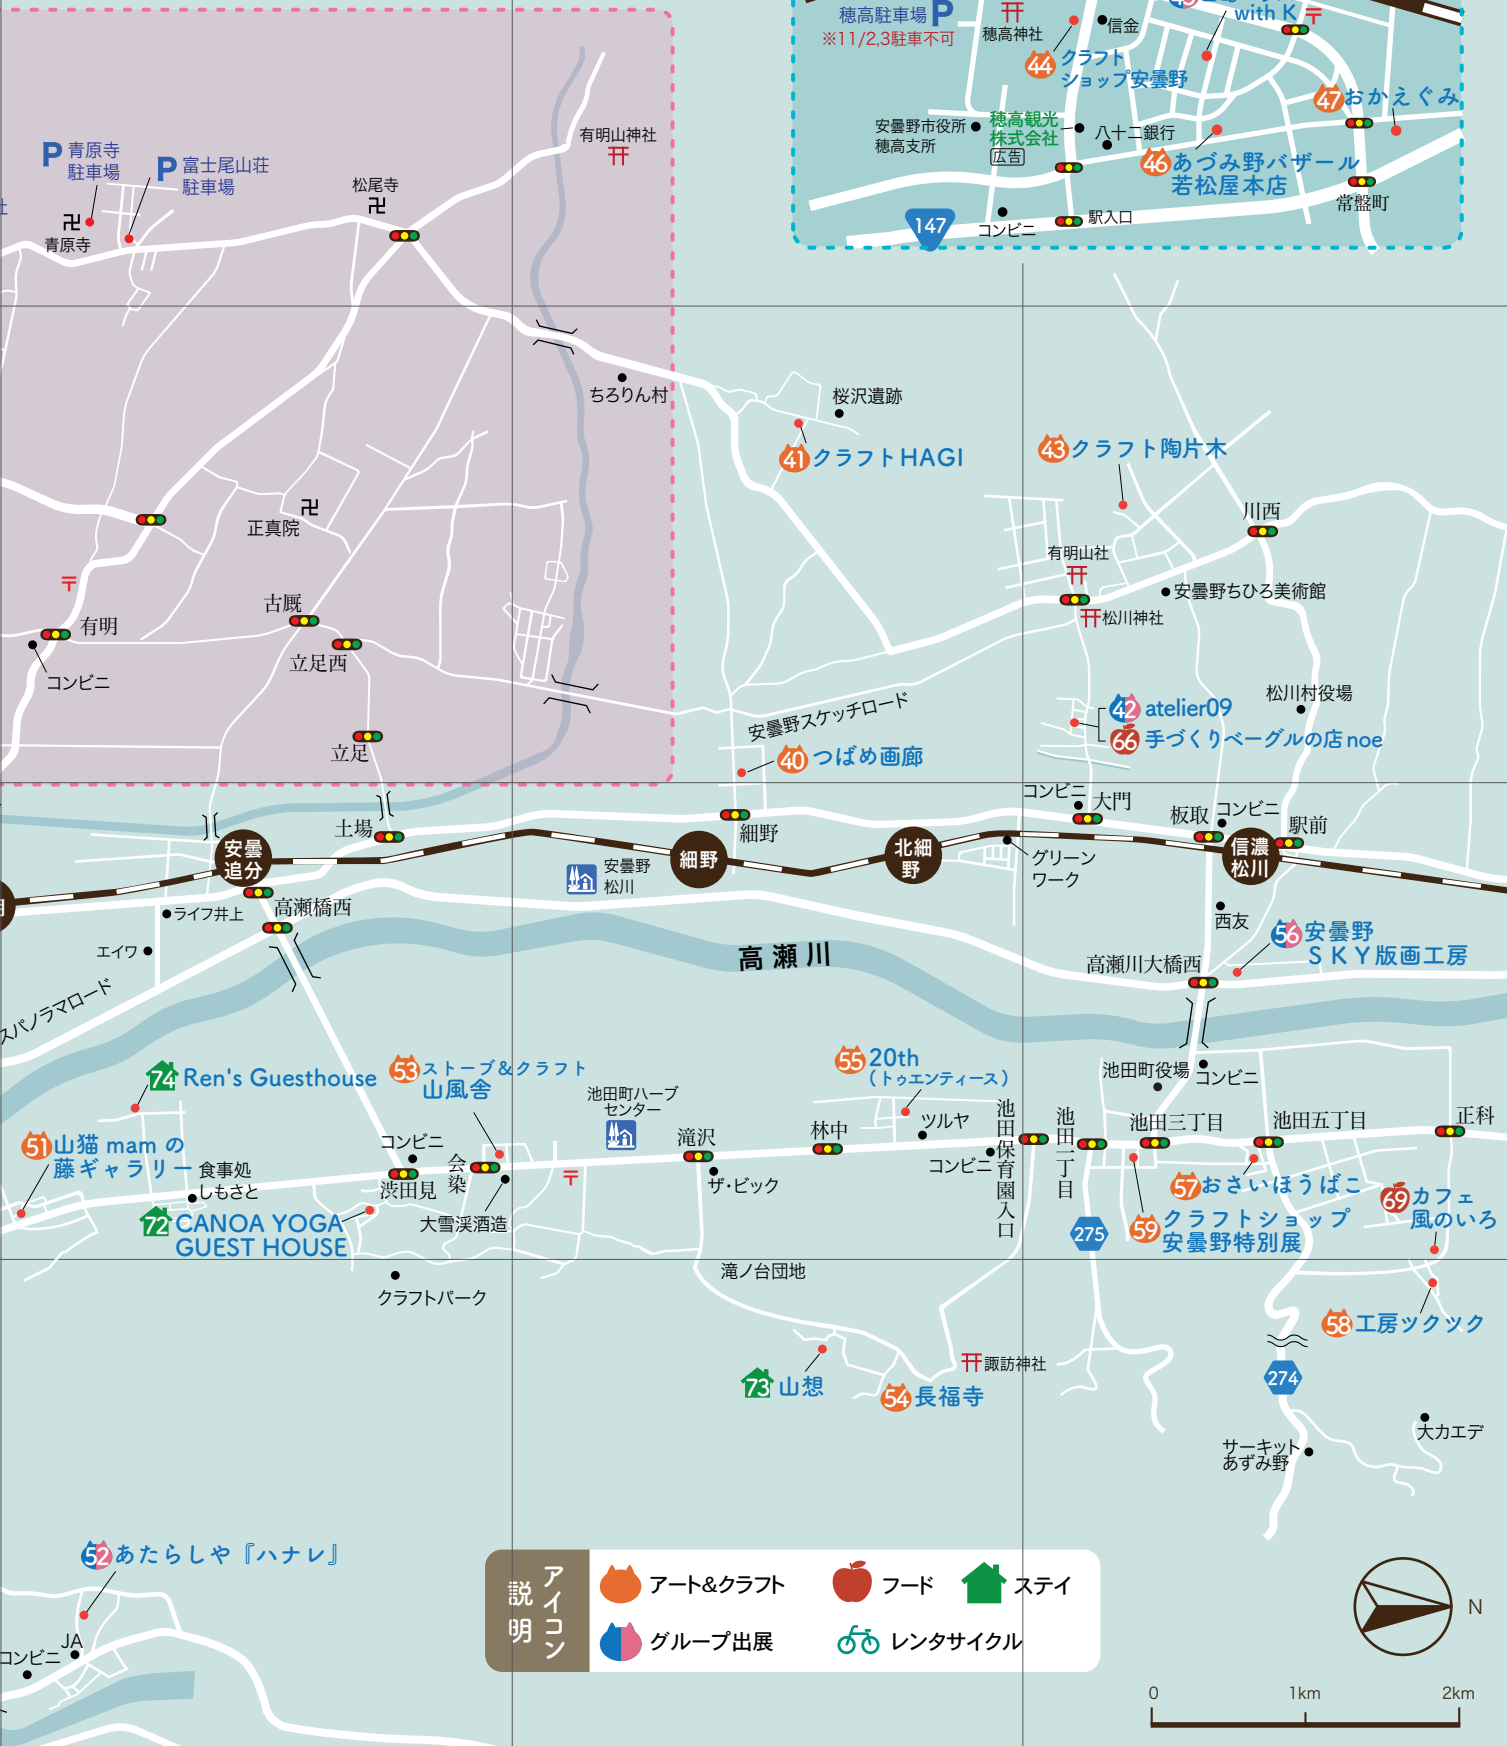 穂高駐車場
P
※11/2,3駐車不可
穂高神社
信金
with K
44
クラフト
ショップ安曇野
47
おかえぐみ
安曇野市役所
穂高支所
穂高観光
株式会社
広告
八十二銀行
46
あづみ野バザール
若松屋本店
常盤町
147
コンビニ
駅入口
P
青原寺
駐車場
P
富士尾山荘
駐車場
青原寺
松尾寺
有明山神社
ちろりん村
桜沢遺跡
41
クラフトHAGI
43
クラフト陶片木
川西
正真院
有明山社
安曇野ちひろ美術館
松川神社
有明
コンビニ
古厩
立足西
立足
松川村役場
安曇野スケッチロード
42
atelier09
66
手づくりベーグルの店noe
40
つばめ画廊
土場
細野
コンビニ
大門
板取
コンビニ
駅前
安曇
追分
細野
北細
野
信濃
松川
安曇野
松川
グリーン
ワーク
ライフ井上
高瀬橋西
エイワ
西友
56
安曇野
SKY版画工房
高瀬川
高瀬川大橋西
スパノラマロード
74
Ren's Guesthouse
53
ストーブ&クラフト
山風舎
55
20th
(トゥエンティース)
池田町役場
コンビニ
池田町ハーブ
センター
51
山猫 mam の
藤ギャラリー
食事処
しもさと
コンビニ
渋田見
会染
大雪渓酒造
滝沢
ザ・ビック
林中
ツルヤ
コンビニ
池田保育園入口
池田一丁目
池田三丁目
池田五丁目
正科
72
CANOA YOGA
GUEST HOUSE
57
おさいほうばこ
69
カフェ
風のいろ
275
59
クラフトショップ
安曇野特別展
クラフトパーク
滝ノ台団地
58
工房ツクツク
73
山想
54
長福寺
諏訪神社
274
大カエデ
サーキット
あずみ野
52
あたらしや『ハナレ』
JA
コンビニ
アイコン
説明
アート&クラフト
フード
ステイ
グループ出展
レンタサイクル
N
0
1km
2km